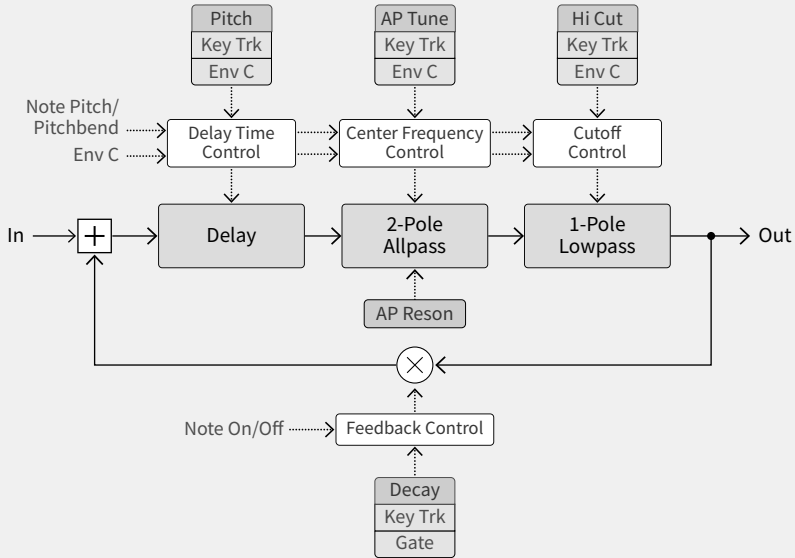 Pitch
Key Trk
Env C
AP Tune
Key Trk
Env C
Hi Cut
Key Trk
Env C
Note Pitch/
Pitchbend
Env C
Delay Time
Control
Center Frequency
Control
Cutoff
Control
In
+
Delay
2-Pole
Allpass
1-Pole
Lowpass
Out
AP Reson
×
Note On/Off
Feedback Control
Decay
Key Trk
Gate